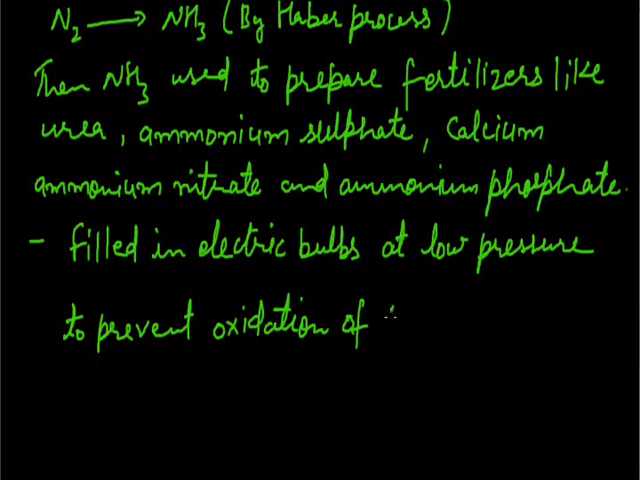 N₂ ⟶ NH₃ (By Haber process)
Then NH₃ used to prepare fertilizers like
urea, ammonium sulphate, Calcium
ammonium nitrate and ammonium phosphate.
- filled in electric bulbs at low pressure
to prevent oxidation of